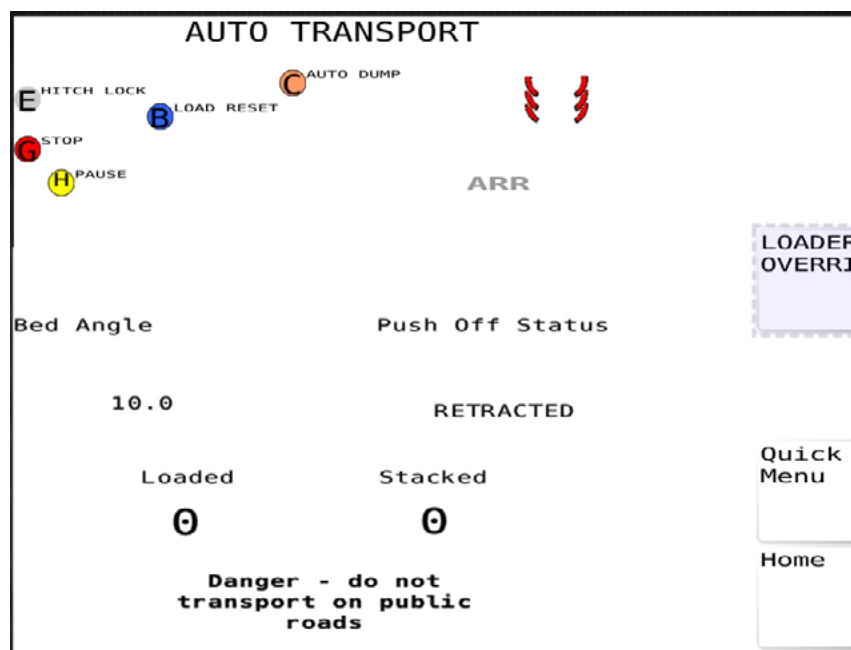 AUTO TRANSPORT
C AUTO DUMP
E HITCH LOCK
B LOAD RESET
G STOP
H PAUSE
ARR
LOADER
OVERRI
Bed Angle
Push Off Status
10.0
RETRACTED
Quick
Menu
Loaded
Stacked
0
0
Home
Danger - do not
transport on public
roads